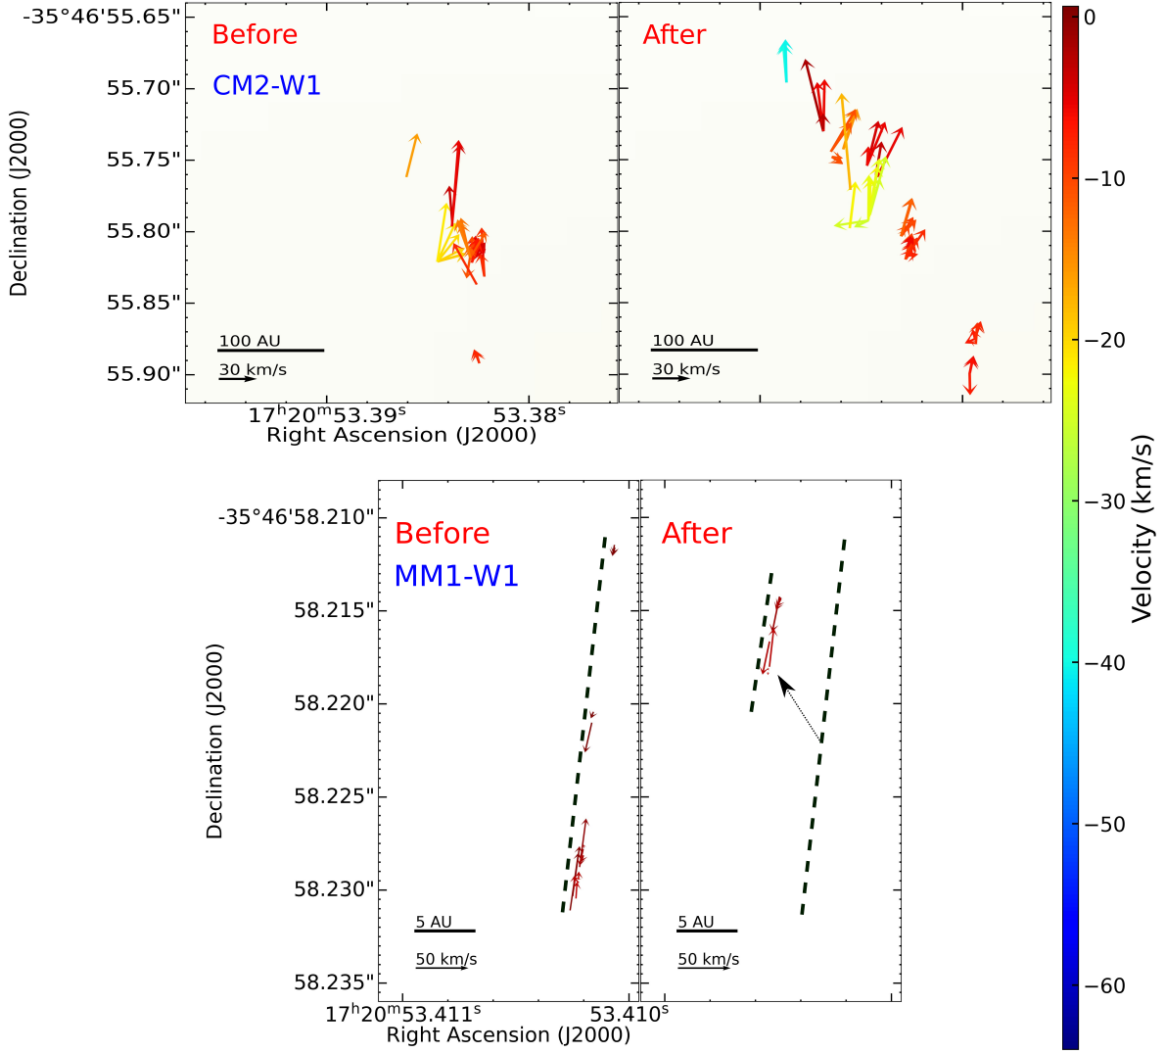 -35°46'55.65"
55.70"
55.75"
55.80"
55.85"
55.90"
Declination (J2000)
Before
CM2-W1
100 AU
30 km/s
After
100 AU
30 km/s
17ʰ20ᵐ53.39ˢ
53.38ˢ
Right Ascension (J2000)
-35°46'58.210"
58.215"
58.220"
58.225"
58.230"
58.235"
Declination (J2000)
Before
MM1-W1
5 AU
50 km/s
After
5 AU
50 km/s
17ʰ20ᵐ53.411ˢ
53.410ˢ
Right Ascension (J2000)
0
−10
−20
−30
−40
−50
−60
Velocity (km/s)